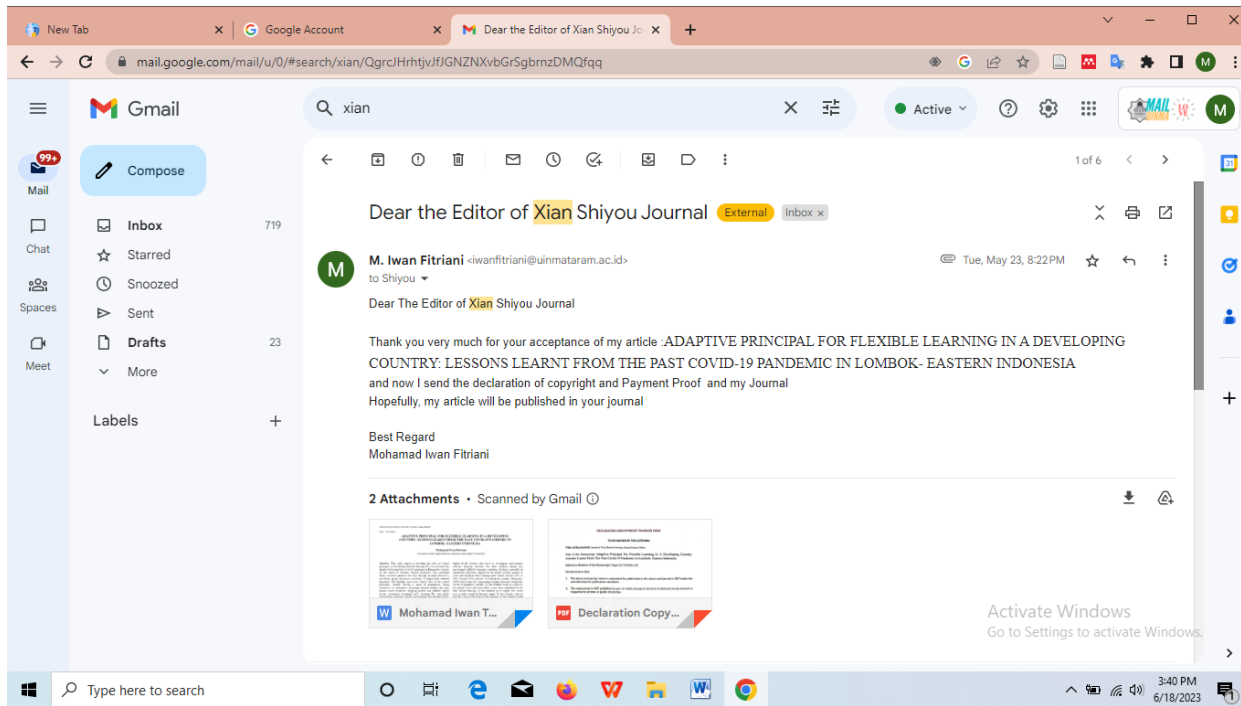 New Tab
Google Account
Dear the Editor of Xian Shiyou Jo
mail.google.com/mail/u/0/#search/xian/QgrcJHrhtjvJfJGNZNXvbGrSgbrnzDMQfqq
M
Gmail
xian
Active
MAIL
M
99+
Mail
Chat
Spaces
Meet
Compose
Inbox 719
Starred
Snoozed
Sent
Drafts 23
More
Labels
1 of 6
31
Dear the Editor of Xian Shiyou Journal External Inbox x
M
M. Iwan Fitriani <iwanfitriani@uinmataram.ac.id> Tue, May 23, 8:22 PM
to Shiyou
Dear The Editor of Xian Shiyou Journal
Thank you very much for your acceptance of my article :ADAPTIVE PRINCIPAL FOR FLEXIBLE LEARNING IN A DEVELOPING
COUNTRY: LESSONS LEARNT FROM THE PAST COVID-19 PANDEMIC IN LOMBOK- EASTERN INDONESIA
and now I send the declaration of copyright and Payment Proof and my Journal
Hopefully, my article will be published in your journal
Best Regard
Mohamad Iwan Fitriani
2 Attachments • Scanned by Gmail
W Mohamad Iwan T...
PDF Declaration Copy...
Activate Windows
Go to Settings to activate Windows.
Type here to search
3:40 PM
6/18/2023
1